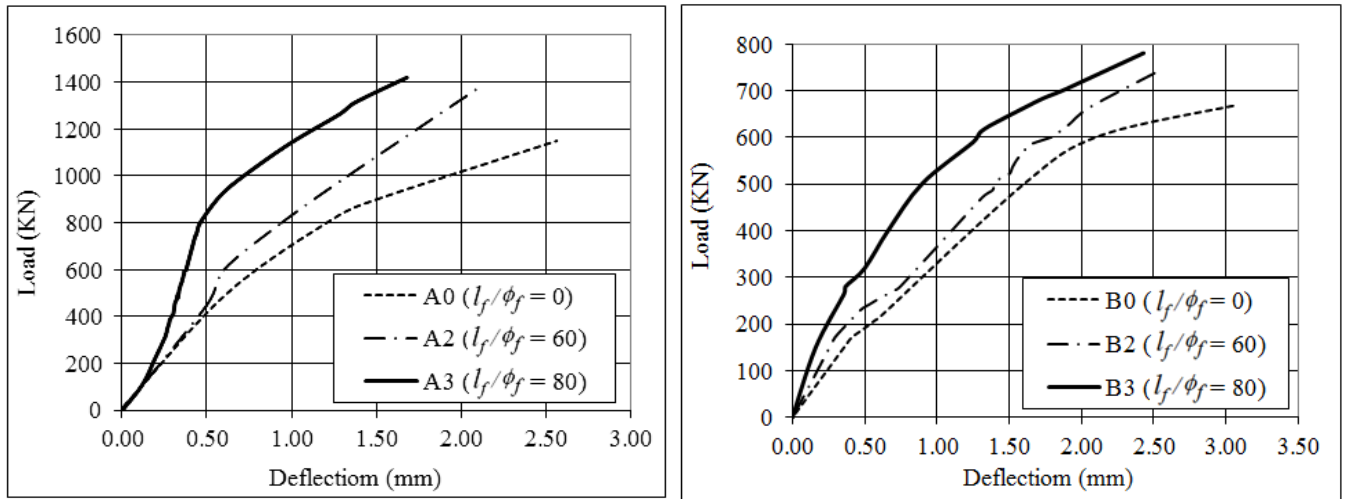 1600
1400
1200
1000
800
600
400
200
0
Load (KN)
0.00 0.50 1.00 1.50 2.00 2.50 3.00
Deflectiom (mm)
A0 (l_f/ϕ_f = 0)
A2 (l_f/ϕ_f = 60)
A3 (l_f/ϕ_f = 80)
800
700
600
500
400
300
200
100
0
Load (KN)
0.00 0.50 1.00 1.50 2.00 2.50 3.00 3.50
Deflectiom (mm)
B0 (l_f/ϕ_f = 0)
B2 (l_f/ϕ_f = 60)
B3 (l_f/ϕ_f = 80)